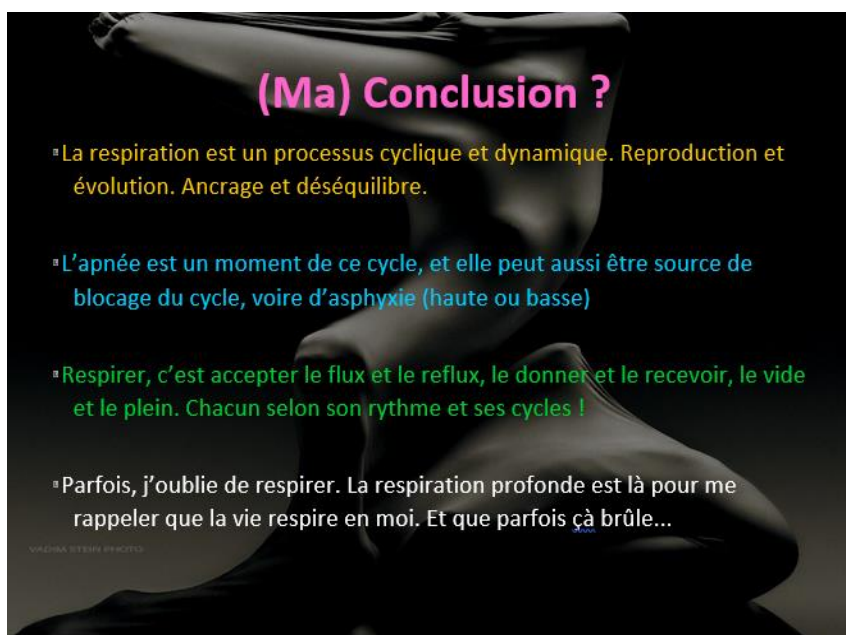 (Ma) Conclusion ?
La respiration est un processus cyclique et dynamique. Reproduction et
évolution. Ancrage et déséquilibre.
L'apnée est un moment de ce cycle, et elle peut aussi être source de
blocage du cycle, voire d'asphyxie (haute ou basse)
Respirer, c'est accepter le flux et le reflux, le donner et le recevoir, le vide
et le plein. Chacun selon son rythme et ses cycles !
Parfois, j'oublie de respirer. La respiration profonde est là pour me
rappeler que la vie respire en moi. Et que parfois çà brûle...
VADIM STEIN PHOTO